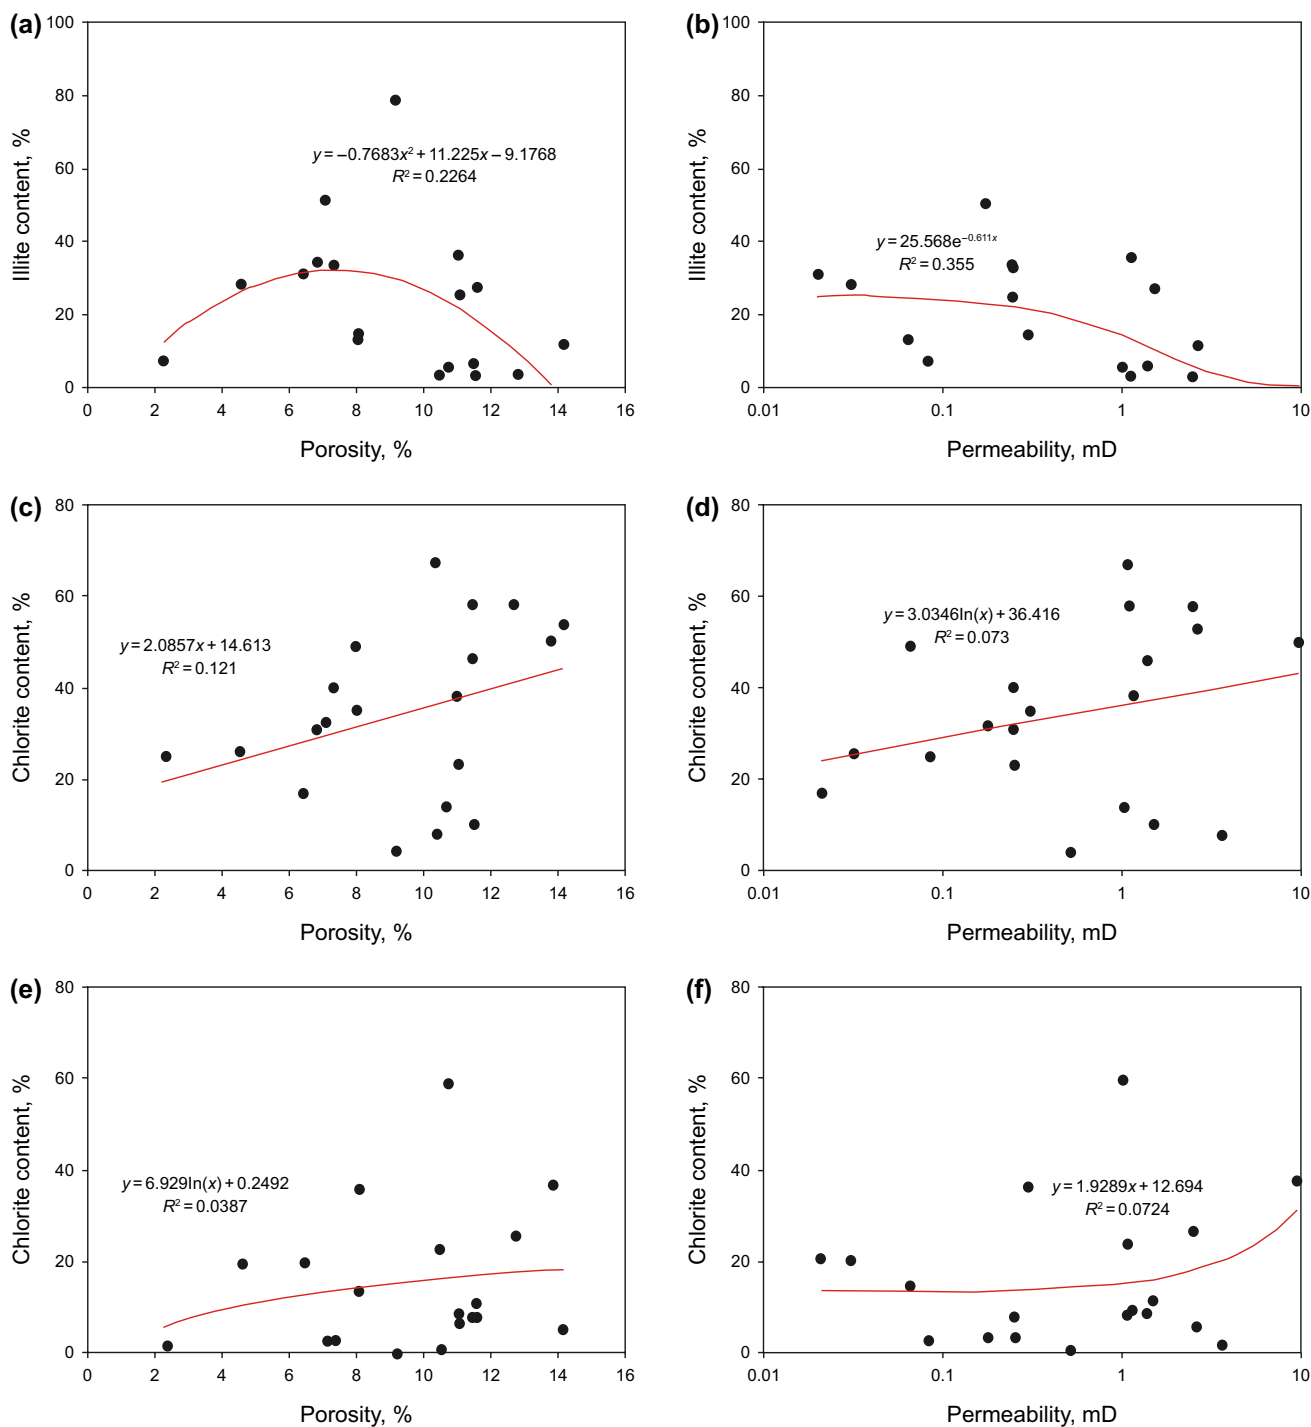 (a)
100
80
60
40
20
0
Illite content, %
y = −0.7683x² + 11.225x − 9.1768
R² = 0.2264
0 2 4 6 8 10 12 14 16
Porosity, %
(b)
100
80
60
40
20
0
Illite content, %
y = 25.568e^−0.611x
R² = 0.355
0.01 0.1 1 10
Permeability, mD
(c)
80
60
40
20
0
Chlorite content, %
y = 2.0857x + 14.613
R² = 0.121
0 2 4 6 8 10 12 14 16
Porosity, %
(d)
80
60
40
20
0
Chlorite content, %
y = 3.0346ln(x) + 36.416
R² = 0.073
0.01 0.1 1 10
Permeability, mD
(e)
80
60
40
20
0
Chlorite content, %
y = 6.929ln(x) + 0.2492
R² = 0.0387
0 2 4 6 8 10 12 14 16
Porosity, %
(f)
80
60
40
20
0
Chlorite content, %
y = 1.9289x + 12.694
R² = 0.0724
0.01 0.1 1 10
Permeability, mD